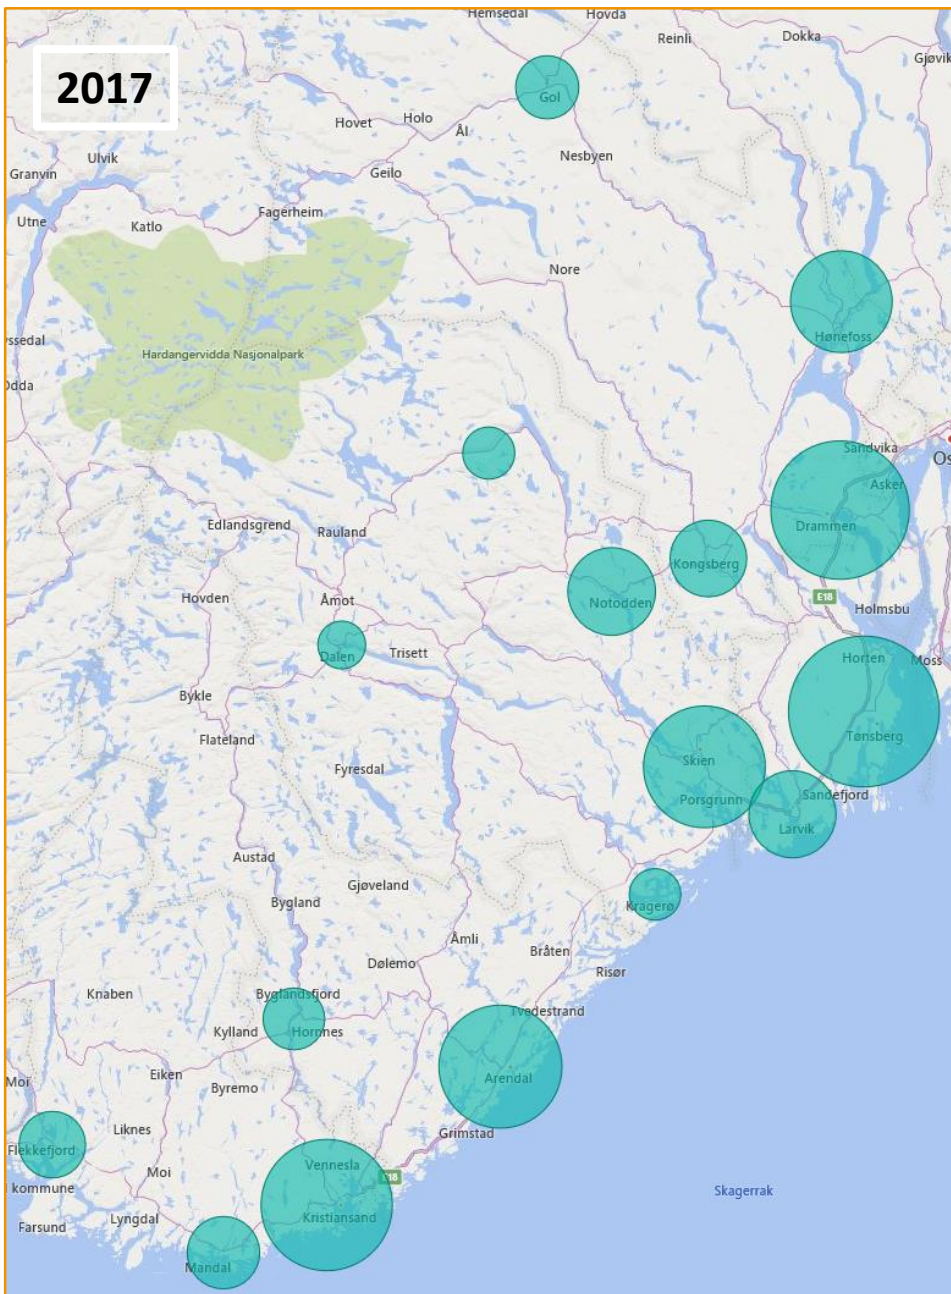 Hemsedal
Hovda
Reinli
Dokka
Gjøvik
2017
Gol
Hovet
Holo
Ål
Nesbyen
Ulvik
Granvin
Geilo
Utne
Katlo
Fagerheim
Nore
Hønefoss
yssedal
Hardangervidda Nasjonalpark
Odda
Sandvika
Os
Asker
Drammen
Edlandsgrend
Rauland
Kongsberg
Hovden
Åmot
Notodden
E18
Holmsbu
Dalen
Trisett
Horten
Moss
Bykle
Flateland
Tønsberg
Fyresdal
Skien
Porsgrunn
Sandefjord
Larvik
Austad
Gjøveland
Bygland
Kragerø
Åmli
Bråten
Dølemo
Risør
Knaben
Byglandsfjord
Tvedestrand
Kylland
Hornnes
Eiken
Moi
Byremo
Arendal
Liknes
Grimstad
Flekkefjord
Moi
Vennesla
E18
l kommune
Skagerrak
Farsund
Lyngdal
Kristiansand
Mandal